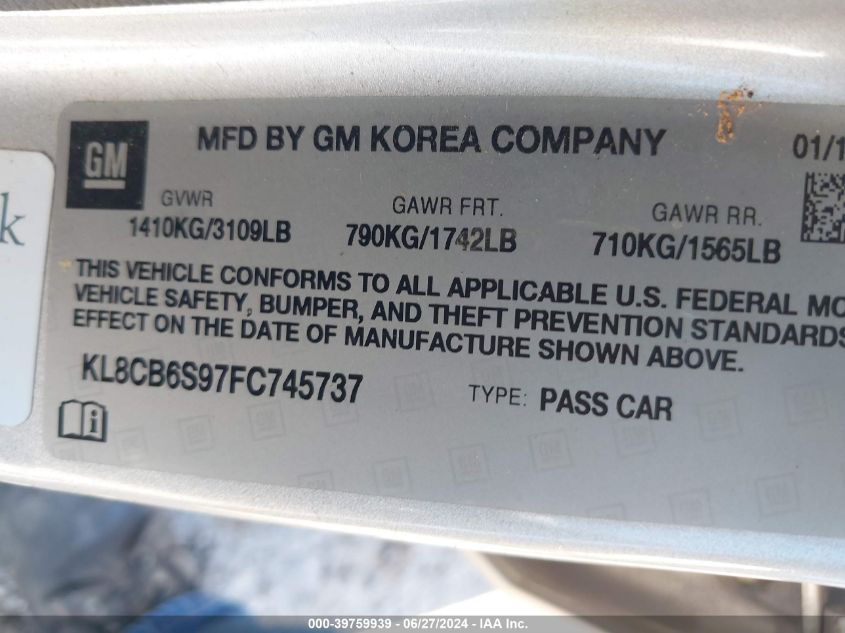 GM
MFD BY GM KOREA COMPANY
01/1
GVWR
1410KG/3109LB
GAWR FRT.
790KG/1742LB
GAWR RR.
710KG/1565LB
k
THIS VEHICLE CONFORMS TO ALL APPLICABLE U.S. FEDERAL MO
VEHICLE SAFETY, BUMPER, AND THEFT PREVENTION STANDARDS
EFFECT ON THE DATE OF MANUFACTURE SHOWN ABOVE.
KL8CB6S97FC745737
TYPE: PASS CAR
000-39759939 - 06/27/2024 - IAA Inc.